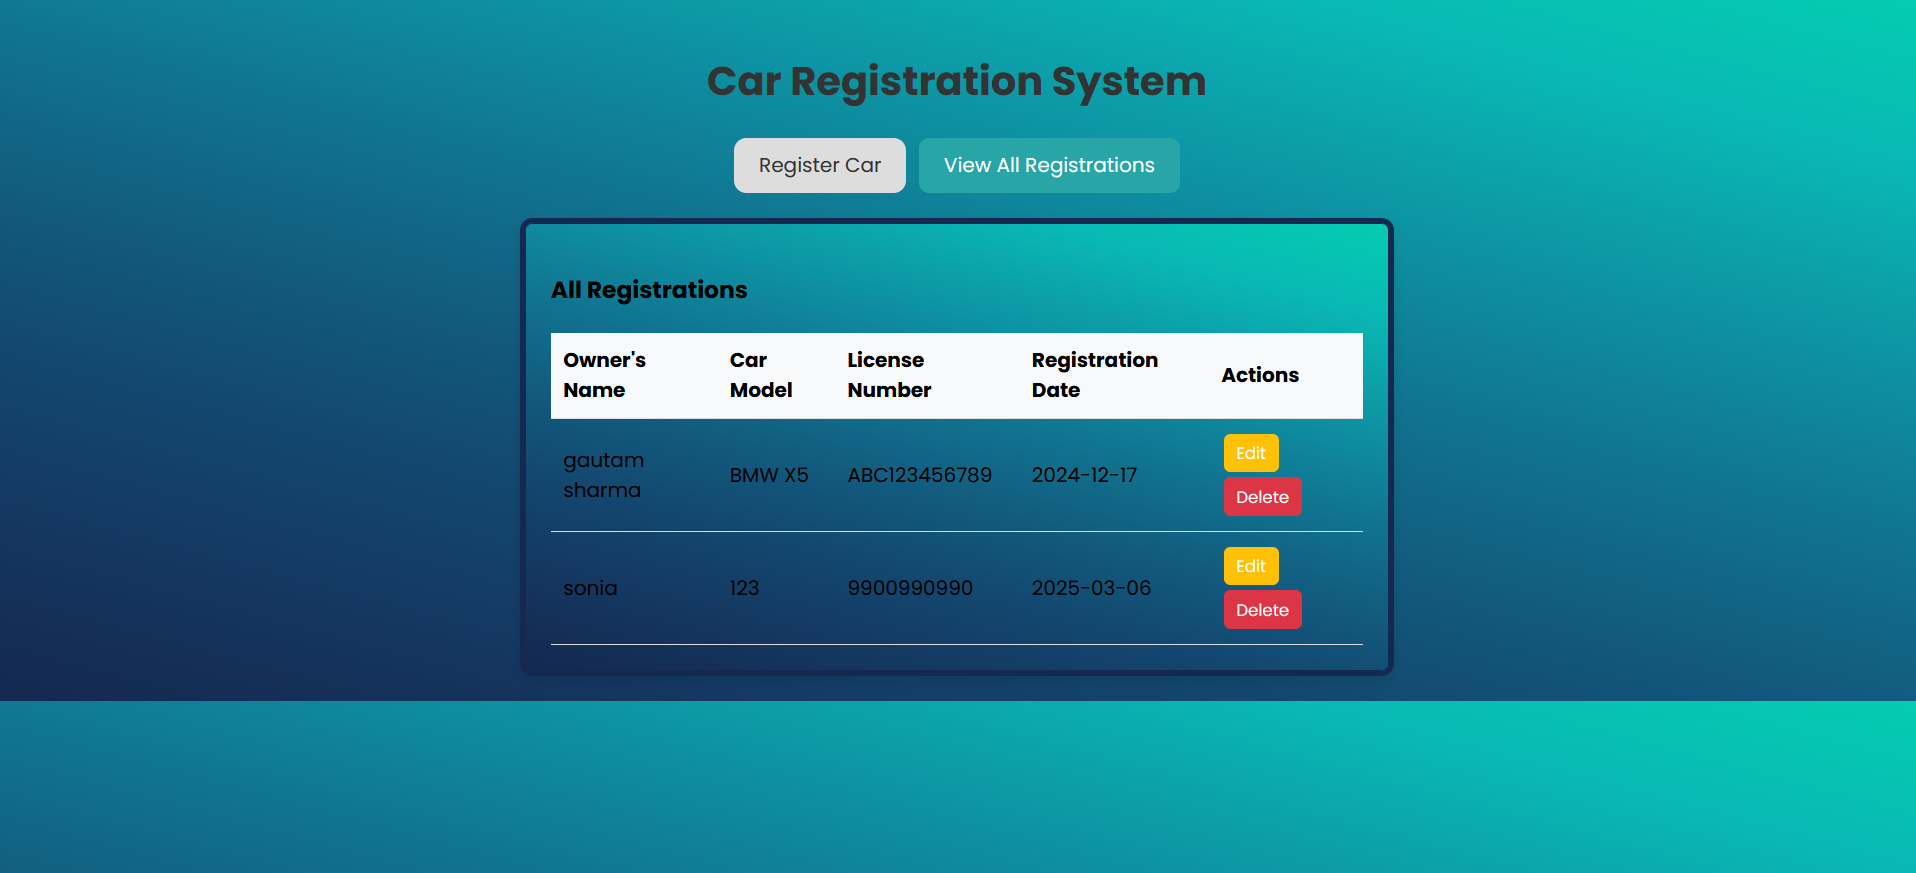 Car Registration System
Register Car
View All Registrations
All Registrations
Owner's Name
Car Model
License Number
Registration Date
Actions
gautam sharma
BMW X5
ABC123456789
2024-12-17
Edit
Delete
sonia
123
9900990990
2025-03-06
Edit
Delete